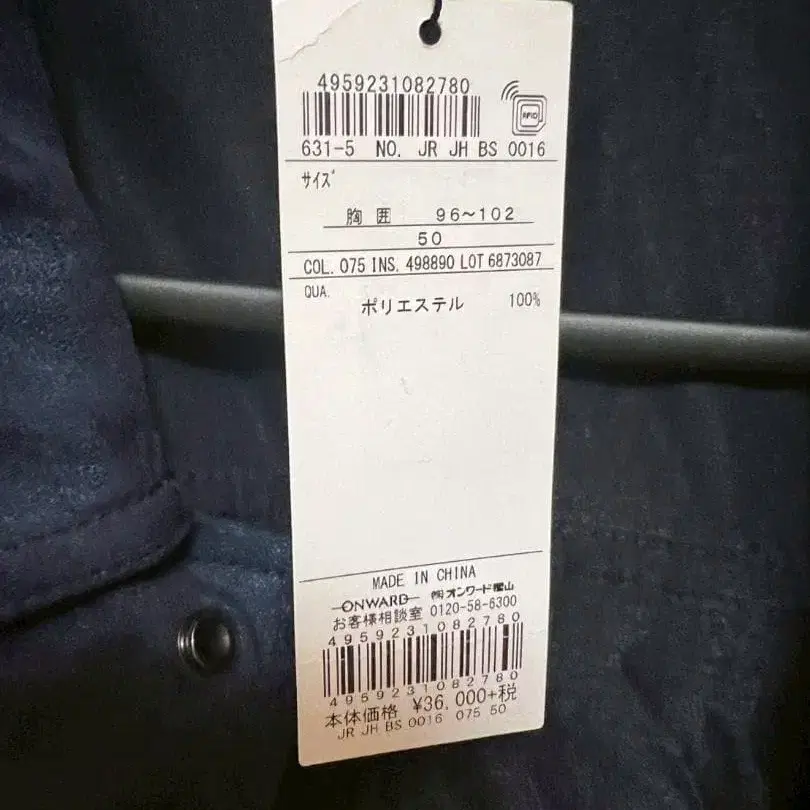 4959231082780
RFID
631-5 NO. JR JH BS 0016
サイズ
胸 囲 96~102
50
COL. 075 INS. 498890 LOT 6873087
QUA.
ポリエステル 100%
MADE IN CHINA
ONWARD ㈱オンワード樫山
お客様相談室 0120-58-6300
4959231082780
4959231082780
本体価格 ¥36,000+税
JR JH BS 0016 075 50